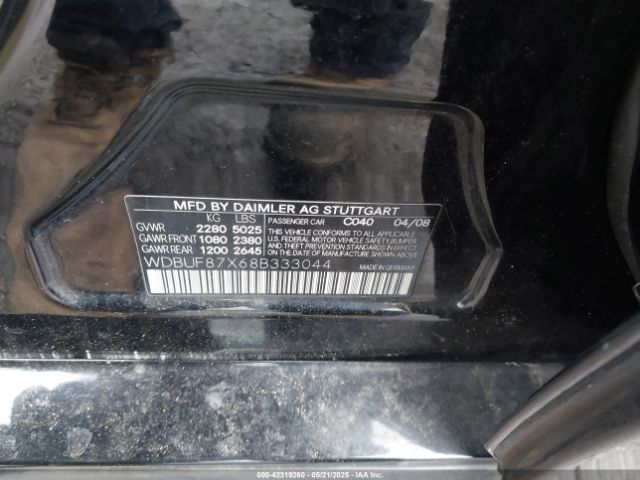 MFD BY DAIMLER AG STUTTGART
KG LBS PASSENGER CAR C040 04/08
GVWR 2280 5025
GAWR FRONT 1080 2380
GAWR REAR 1200 2645
THIS VEHICLE CONFORMS TO ALL APPLICABLE
U.S. FEDERAL MOTOR VEHICLE SAFETY, BUMPER
AND THEFT PREVENTION STANDARDS IN EFFECT
ON THE DATE OF MANUFACTURE SHOWN ABOVE
WDBUF87X68B333044
MADE IN GERMANY
000-42319260 - 05/21/2025 - IAAI.CA